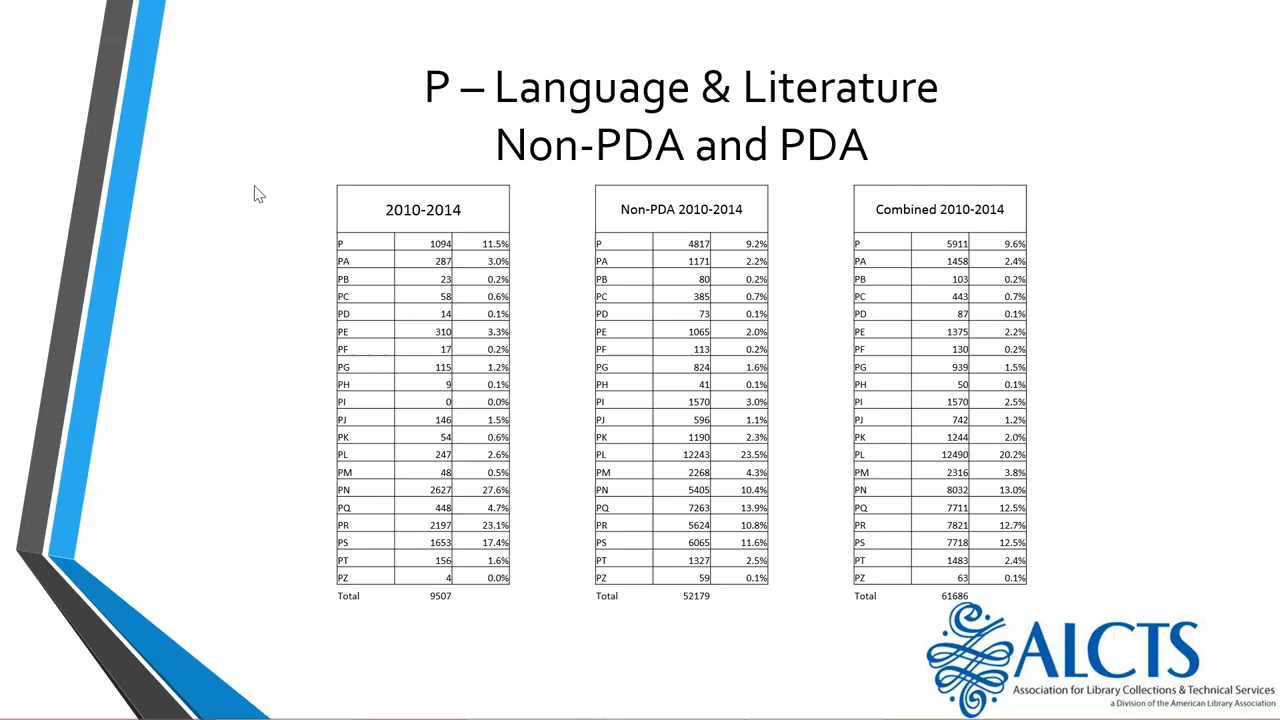 P – Language & Literature
Non-PDA and PDA
2010-2014
P 1094 11.5%
PA 287 3.0%
PB 23 0.2%
PC 58 0.6%
PD 14 0.1%
PE 310 3.3%
PF 17 0.2%
PG 115 1.2%
PH 9 0.1%
PI 0 0.0%
PJ 146 1.5%
PK 54 0.6%
PL 247 2.6%
PM 48 0.5%
PN 2627 27.6%
PQ 448 4.7%
PR 2197 23.1%
PS 1653 17.4%
PT 156 1.6%
PZ 4 0.0%
Total 9507
Non-PDA 2010-2014
P 4817 9.2%
PA 1171 2.2%
PB 80 0.2%
PC 385 0.7%
PD 73 0.1%
PE 1065 2.0%
PF 113 0.2%
PG 824 1.6%
PH 41 0.1%
PI 1570 3.0%
PJ 596 1.1%
PK 1190 2.3%
PL 12243 23.5%
PM 2268 4.3%
PN 5405 10.4%
PQ 7263 13.9%
PR 5624 10.8%
PS 6065 11.6%
PT 1327 2.5%
PZ 59 0.1%
Total 52179
Combined 2010-2014
P 5911 9.6%
PA 1458 2.4%
PB 103 0.2%
PC 443 0.7%
PD 87 0.1%
PE 1375 2.2%
PF 130 0.2%
PG 939 1.5%
PH 50 0.1%
PI 1570 2.5%
PJ 742 1.2%
PK 1244 2.0%
PL 12490 20.2%
PM 2316 3.8%
PN 8032 13.0%
PQ 7711 12.5%
PR 7821 12.7%
PS 7718 12.5%
PT 1483 2.4%
PZ 63 0.1%
Total 61686
ALCTS
Association for Library Collections & Technical Services
a Division of the American Library Association